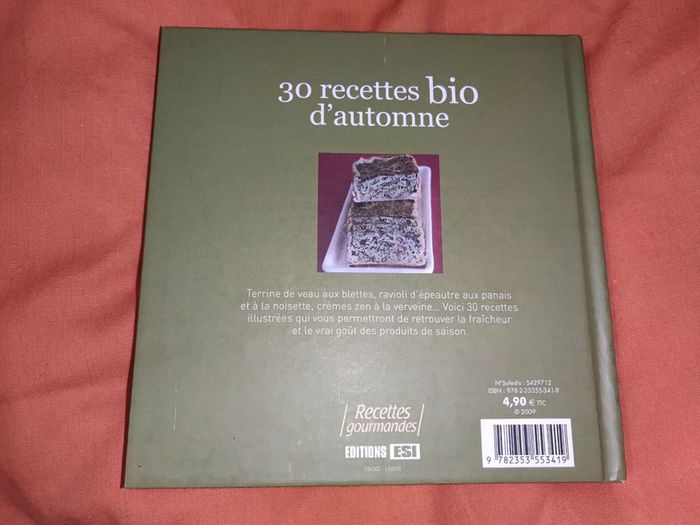 30 recettes bio
d'automne
Terrine de veau aux blettes, ravioli d'épeautre aux panais
et à la noisette, crèmes zen à la verveine... Voici 30 recettes
illustrées qui vous permettront de retrouver la fraîcheur
et le vrai goût des produits de saison.
N°Sofedis : S429712
ISBN : 978-2-35355-341-9
4,90 € TTC
© 2009
Recettes
gourmandes
EDITIONS ESI
9 782353 553419